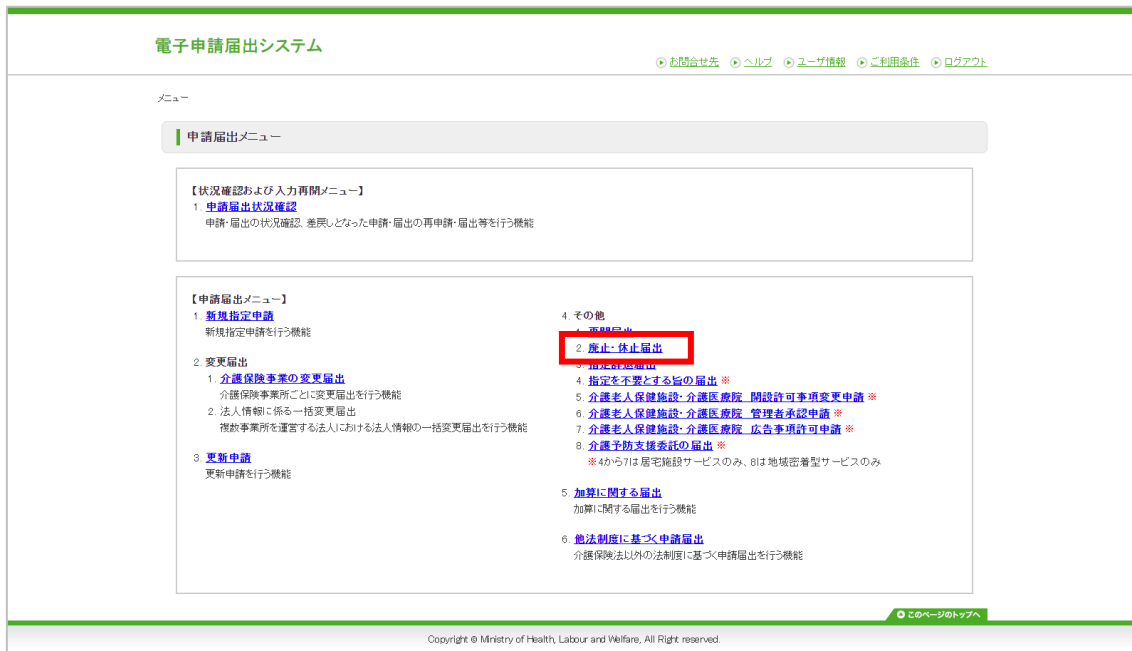 電子申請届出システム
お問合せ先 ヘルプ ユーザ情報 ご利用条件 ログアウト
メニュー
申請届出メニュー
【状況確認および入力再開メニュー】
1. 申請届出状況確認
申請・届出の状況確認、差戻しとなった申請・届出の再申請・届出等を行う機能
【申請届出メニュー】
1. 新規指定申請
新規指定申請を行う機能
2. 変更届出
1. 介護保険事業の変更届出
介護保険事業所ごとに変更届出を行う機能
2. 法人情報に係る一括変更届出
複数事業所を運営する法人における法人情報の一括変更届出を行う機能
3. 更新申請
更新申請を行う機能
4. その他
1. 再開届出
2. 廃止・休止届出
3. 指定辞退届出
4. 指定を不要とする旨の届出 ※
5. 介護老人保健施設・介護医療院 開設許可事項変更申請 ※
6. 介護老人保健施設・介護医療院 管理者承認申請 ※
7. 介護老人保健施設・介護医療院 広告事項許可申請 ※
8. 介護予防支援委託の届出 ※
※4から7は居宅施設サービスのみ、8は地域密着型サービスのみ
5. 加算に関する届出
加算に関する届出を行う機能
6. 他法制度に基づく申請届出
介護保険法以外の法制度に基づく申請届出を行う機能
このページのトップへ
Copyright © Ministry of Health, Labour and Welfare, All Right reserved.